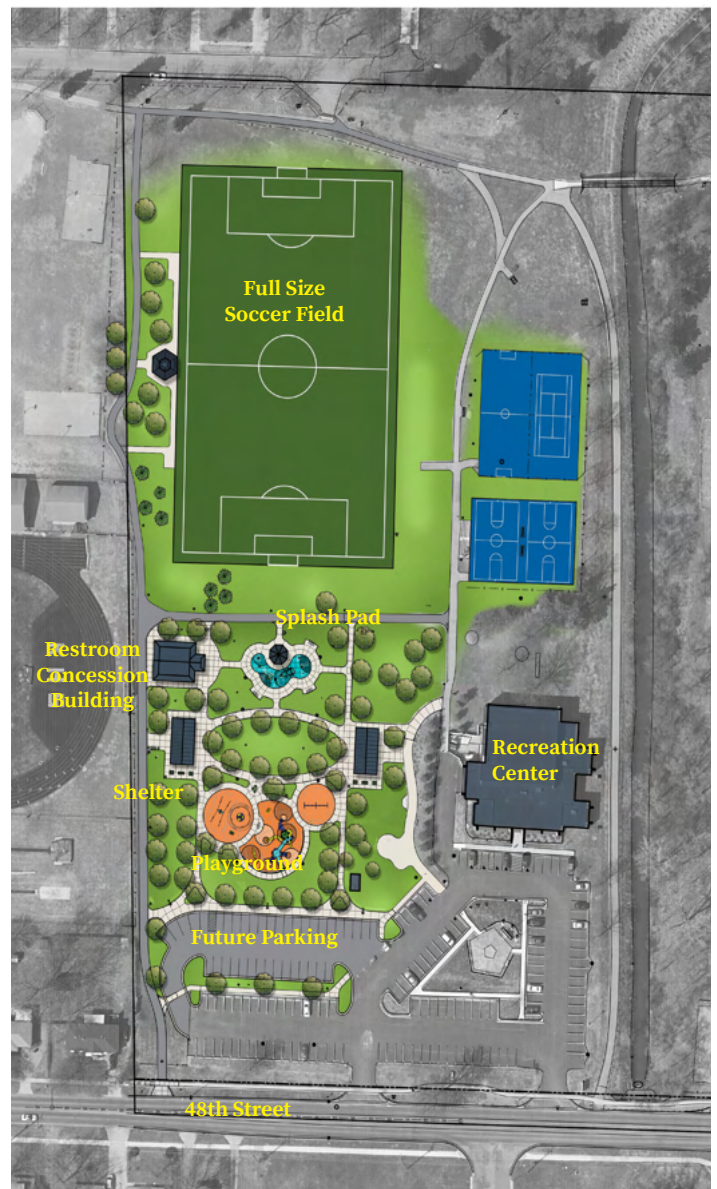 Full Size
Soccer Field
Splash Pad
Restroom
Concession
Building
Recreation
Center
Shelter
Playground
Future Parking
48th Street